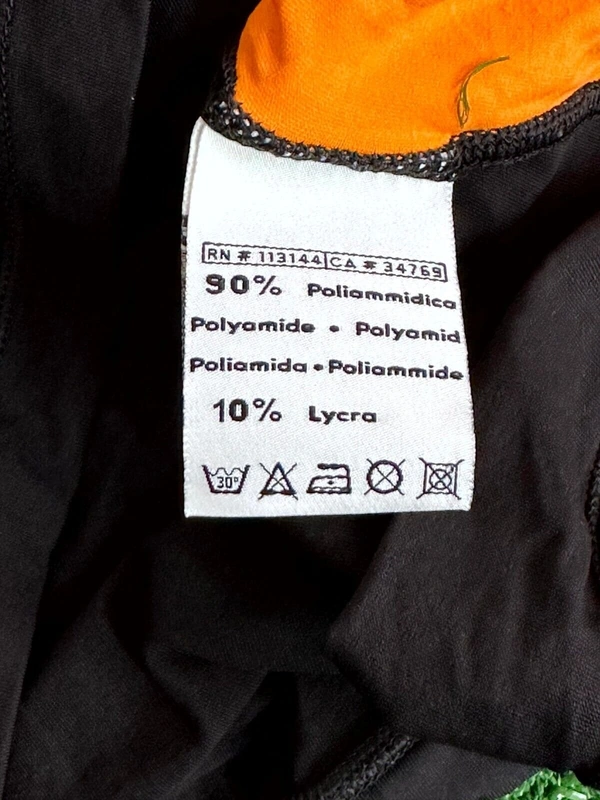 RN # 113144 CA # 34769
90% Poliammidica
Polyamide • Polyamid
Poliamida • Poliammide
10% Lycra
30°